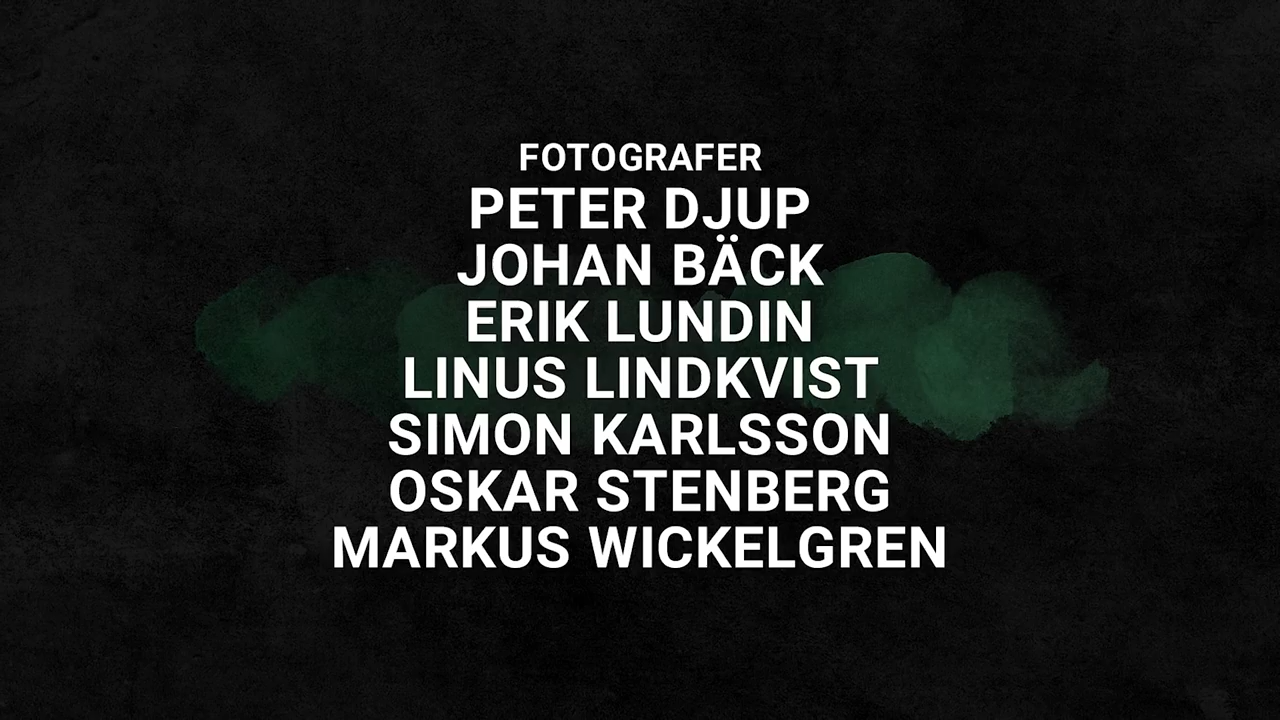 FOTOGRAFER
PETER DJUP
JOHAN BÄCK
ERIK LUNDIN
LINUS LINDKVIST
SIMON KARLSSON
OSKAR STENBERG
MARKUS WICKELGREN